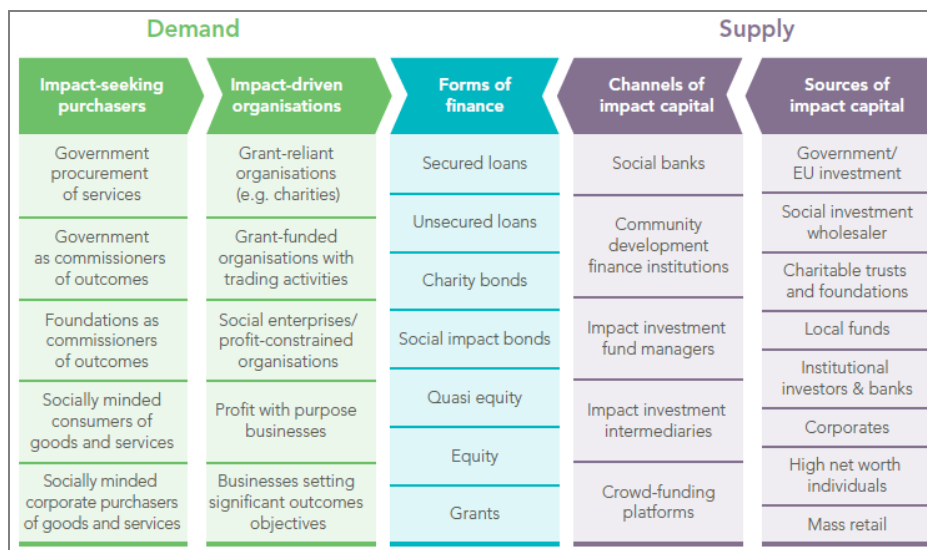 Demand
Supply
Impact-seeking
purchasers
Impact-driven
organisations
Forms of
finance
Channels of
impact capital
Sources of
impact capital
Government
procurement
of services
Government
as commissioners
of outcomes
Foundations as
commissioners
of outcomes
Socially minded
consumers of
goods and services
Socially minded
corporate purchasers
of goods and services
Grant-reliant
organisations
(e.g. charities)
Grant-funded
organisations with
trading activities
Social enterprises/
profit-constrained
organisations
Profit with purpose
businesses
Businesses setting
significant outcomes
objectives
Secured loans
Unsecured loans
Charity bonds
Social impact bonds
Quasi equity
Equity
Grants
Social banks
Community
development
finance institutions
Impact investment
fund managers
Impact investment
intermediaries
Crowd-funding
platforms
Government/
EU investment
Social investment
wholesaler
Charitable trusts
and foundations
Local funds
Institutional
investors & banks
Corporates
High net worth
individuals
Mass retail